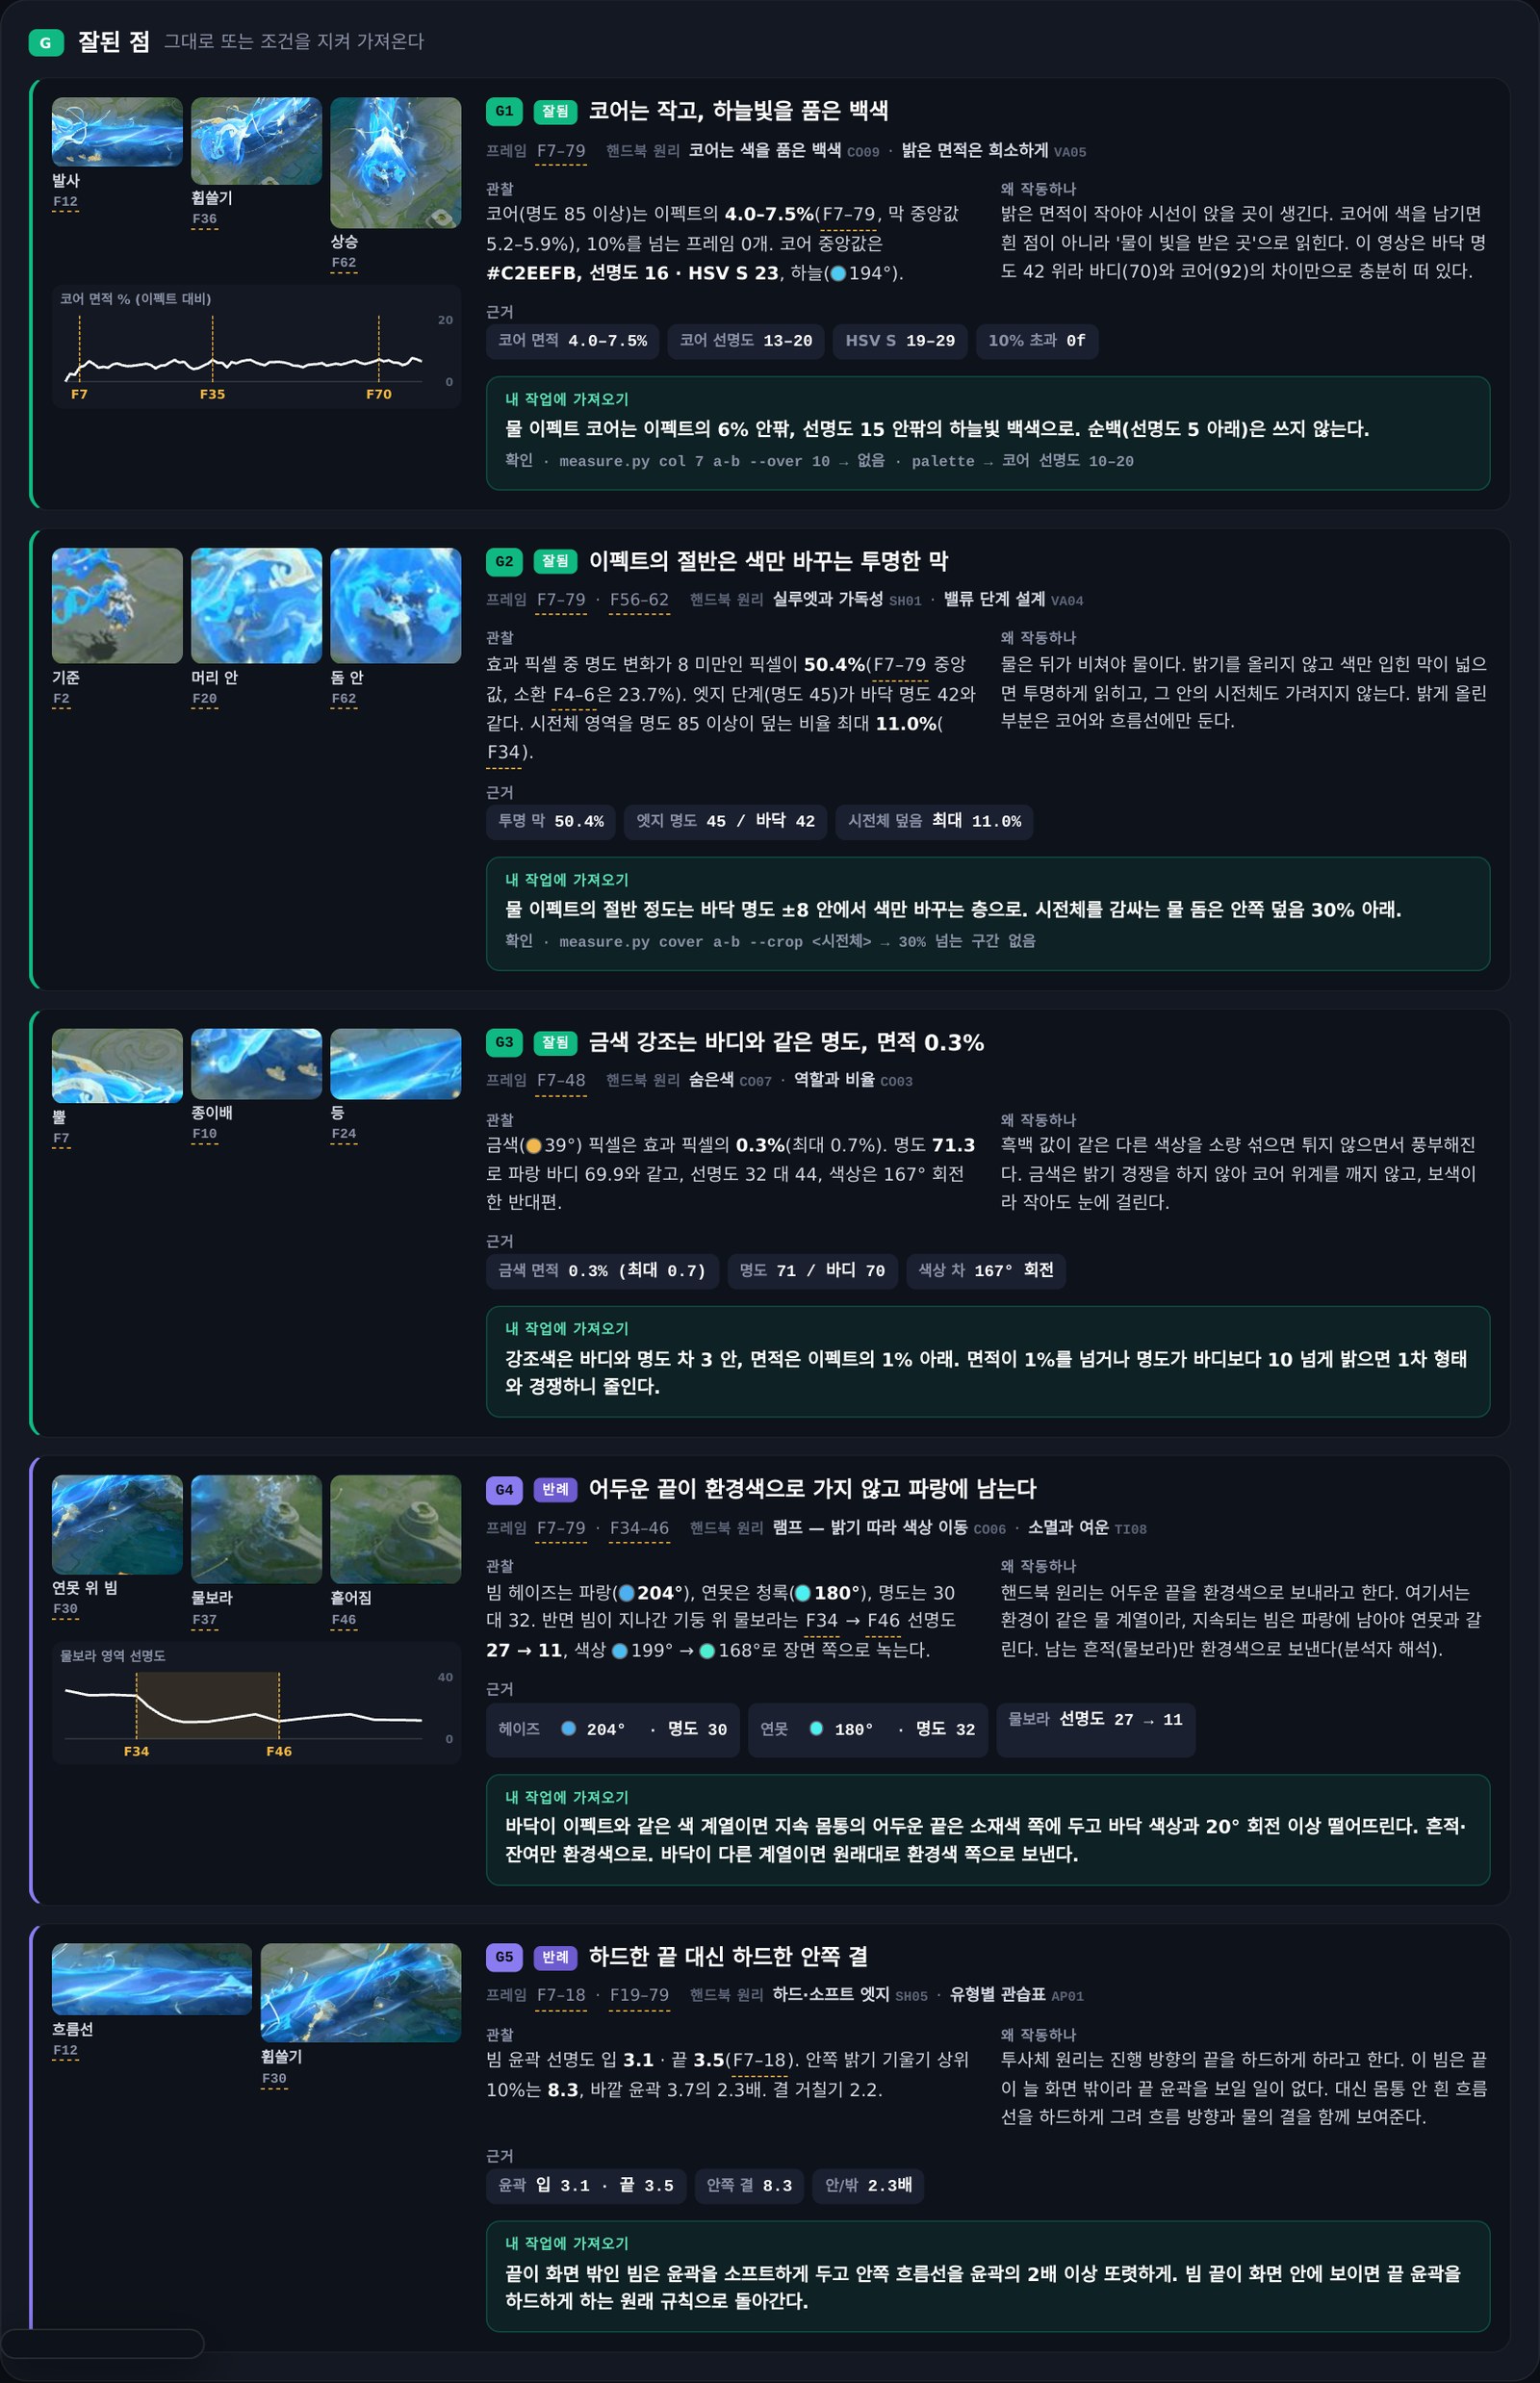 G 잘된 점 그대로 또는 조건을 지켜 가져온다
발사
F12
휩쓸기
F36
상승
F62
코어 면적 % (이펙트 대비)
20
0
F7 F35 F70
G1 잘됨 코어는 작고, 하늘빛을 품은 백색
프레임 F7–79 핸드북 원리 코어는 색을 품은 백색 CO09 · 밝은 면적은 희소하게 VA05
관찰
코어(명도 85 이상)는 이펙트의 4.0–7.5%(F7–79, 막 중앙값
5.2–5.9%), 10%를 넘는 프레임 0개. 코어 중앙값은
#C2EEFB, 선명도 16 · HSV S 23, 하늘(194°).
왜 작동하나
밝은 면적이 작아야 시선이 앉을 곳이 생긴다. 코어에 색을 남기면
흰 점이 아니라 '물이 빛을 받은 곳'으로 읽힌다. 이 영상은 바닥 명
도 42 위라 바디(70)와 코어(92)의 차이만으로 충분히 떠 있다.
근거
코어 면적 4.0–7.5% 코어 선명도 13–20 HSV S 19–29 10% 초과 0f
내 작업에 가져오기
물 이펙트 코어는 이펙트의 6% 안팎, 선명도 15 안팎의 하늘빛 백색으로. 순백(선명도 5 아래)은 쓰지 않는다.
확인 · measure.py col 7 a-b --over 10 → 없음 · palette → 코어 선명도 10–20
기준
F2
머리 안
F20
돔 안
F62
G2 잘됨 이펙트의 절반은 색만 바꾸는 투명한 막
프레임 F7–79 · F56–62 핸드북 원리 실루엣과 가독성 SH01 · 밸류 단계 설계 VA04
관찰
효과 픽셀 중 명도 변화가 8 미만인 픽셀이 50.4%(F7–79 중앙
값, 소환 F4–6은 23.7%). 엣지 단계(명도 45)가 바닥 명도 42와
같다. 시전체 영역을 명도 85 이상이 덮는 비율 최대 11.0%(
F34).
왜 작동하나
물은 뒤가 비쳐야 물이다. 밝기를 올리지 않고 색만 입힌 막이 넓으
면 투명하게 읽히고, 그 안의 시전체도 가려지지 않는다. 밝게 올린
부분은 코어와 흐름선에만 둔다.
근거
투명 막 50.4% 엣지 명도 45 / 바닥 42 시전체 덮음 최대 11.0%
내 작업에 가져오기
물 이펙트의 절반 정도는 바닥 명도 ±8 안에서 색만 바꾸는 층으로. 시전체를 감싸는 물 돔은 안쪽 덮음 30% 아래.
확인 · measure.py cover a-b --crop <시전체> → 30% 넘는 구간 없음
뿔
F7
종이배
F10
등
F24
G3 잘됨 금색 강조는 바디와 같은 명도, 면적 0.3%
프레임 F7–48 핸드북 원리 숨은색 CO07 · 역할과 비율 CO03
관찰
금색(39°) 픽셀은 효과 픽셀의 0.3%(최대 0.7%). 명도 71.3
로 파랑 바디 69.9와 같고, 선명도 32 대 44, 색상은 167° 회전
한 반대편.
왜 작동하나
흑백 값이 같은 다른 색상을 소량 섞으면 튀지 않으면서 풍부해진
다. 금색은 밝기 경쟁을 하지 않아 코어 위계를 깨지 않고, 보색이
라 작아도 눈에 걸린다.
근거
금색 면적 0.3% (최대 0.7) 명도 71 / 바디 70 색상 차 167° 회전
내 작업에 가져오기
강조색은 바디와 명도 차 3 안, 면적은 이펙트의 1% 아래. 면적이 1%를 넘거나 명도가 바디보다 10 넘게 밝으면 1차 형태
와 경쟁하니 줄인다.
연못 위 빔
F30
물보라
F37
흩어짐
F46
물보라 영역 선명도
40
0
F34 F46
G4 반례 어두운 끝이 환경색으로 가지 않고 파랑에 남는다
프레임 F7–79 · F34–46 핸드북 원리 램프 — 밝기 따라 색상 이동 CO06 · 소멸과 여운 TI08
관찰
빔 헤이즈는 파랑(204°), 연못은 청록(180°), 명도는 30
대 32. 반면 빔이 지나간 기둥 위 물보라는 F34 → F46 선명도
27 → 11, 색상 199° → 168°로 장면 쪽으로 녹는다.
왜 작동하나
핸드북 원리는 어두운 끝을 환경색으로 보내라고 한다. 여기서는
환경이 같은 물 계열이라, 지속되는 빔은 파랑에 남아야 연못과 갈
린다. 남는 흔적(물보라)만 환경색으로 보낸다(분석자 해석).
근거
헤이즈 204° · 명도 30 연못 180° · 명도 32 물보라 선명도 27 → 11
내 작업에 가져오기
바닥이 이펙트와 같은 색 계열이면 지속 몸통의 어두운 끝은 소재색 쪽에 두고 바닥 색상과 20° 회전 이상 떨어뜨린다. 흔적·
잔여만 환경색으로. 바닥이 다른 계열이면 원래대로 환경색 쪽으로 보낸다.
흐름선
F12
휩쓸기
F30
G5 반례 하드한 끝 대신 하드한 안쪽 결
프레임 F7–18 · F19–79 핸드북 원리 하드·소프트 엣지 SH05 · 유형별 관습표 AP01
관찰
빔 윤곽 선명도 입 3.1 · 끝 3.5(F7–18). 안쪽 밝기 기울기 상위
10%는 8.3, 바깥 윤곽 3.7의 2.3배. 결 거칠기 2.2.
왜 작동하나
투사체 원리는 진행 방향의 끝을 하드하게 하라고 한다. 이 빔은 끝
이 늘 화면 밖이라 끝 윤곽을 보일 일이 없다. 대신 몸통 안 흰 흐름
선을 하드하게 그려 흐름 방향과 물의 결을 함께 보여준다.
근거
윤곽 입 3.1 · 끝 3.5 안쪽 결 8.3 안/밖 2.3배
내 작업에 가져오기
끝이 화면 밖인 빔은 윤곽을 소프트하게 두고 안쪽 흐름선을 윤곽의 2배 이상 또렷하게. 빔 끝이 화면 안에 보이면 끝 윤곽을
하드하게 하는 원래 규칙으로 돌아간다.